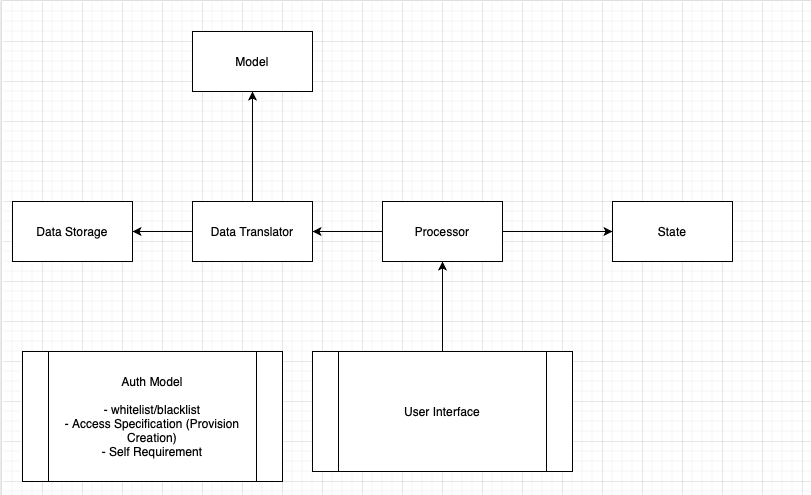 Model
Data Storage
Data Translator
Processor
State
Auth Model
- whitelist/blacklist
- Access Specification (Provision
Creation)
- Self Requirement
User Interface